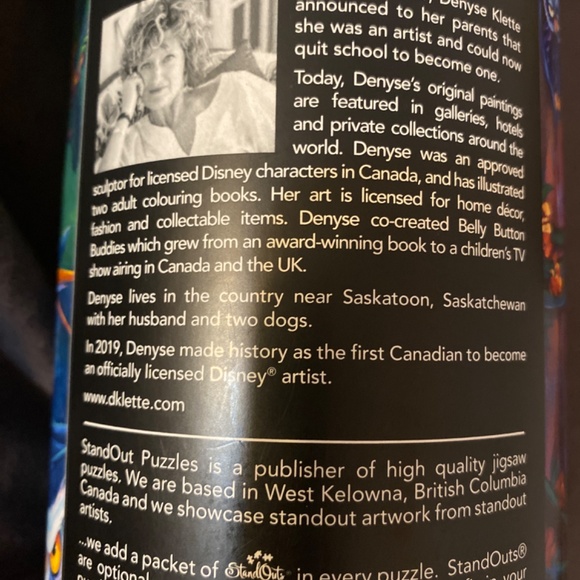 Denyse Klette
announced to her parents that
she was an artist and could now
quit school to become one.
Today, Denyse's original paintings
are featured in galleries, hotels
and private collections around the
world. Denyse was an approved
sculptor for licensed Disney characters in Canada, and has illustrated
two adult colouring books. Her art is licensed for home décor,
fashion and collectable items. Denyse co-created Belly Button
Buddies which grew from an award-winning book to a children's TV
show airing in Canada and the UK.
Denyse lives in the country near Saskatoon, Saskatchewan
with her husband and two dogs.
In 2019, Denyse made history as the first Canadian to become
an officially licensed Disney® artist.
www.dklette.com
StandOut Puzzles is a publisher of high quality jigsaw
puzzles. We are based in West Kelowna, British Columbia
Canada and we showcase standout artwork from standout
artists.
...we add a packet of StandOuts in every puzzle. StandOuts®
are optional your